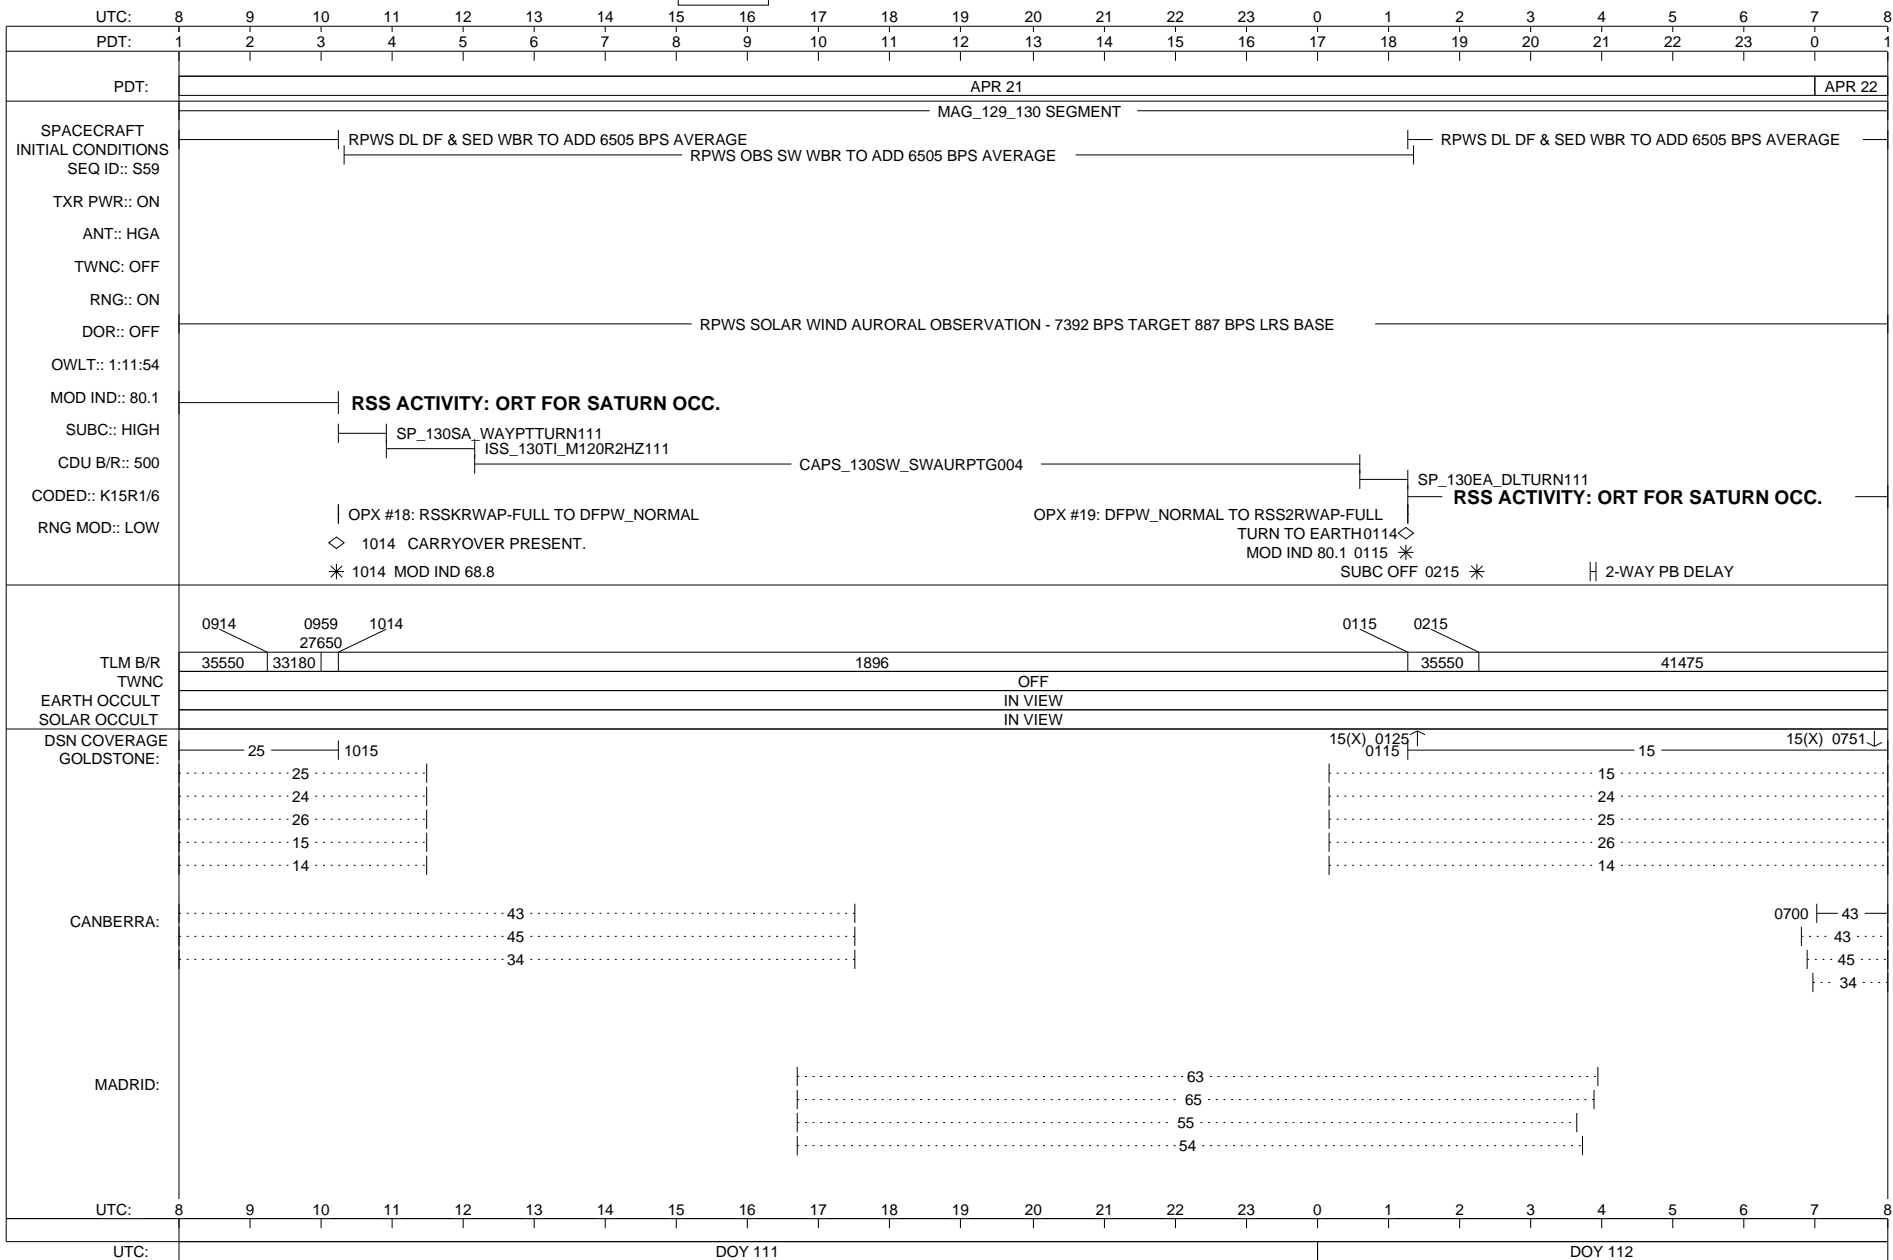 UTC: 8 9 10 11 12 13 14 15 16 17 18 19 20 21 22 23 0 1 2 3 4 5 6 7 8
PDT: 1 2 3 4 5 6 7 8 9 10 11 12 13 14 15 16 17 18 19 20 21 22 23 0 1
PDT: APR 21 APR 22
MAG_129_130 SEGMENT
SPACECRAFT
INITIAL CONDITIONS
RPWS DL DF & SED WBR TO ADD 6505 BPS AVERAGE
RPWS OBS SW WBR TO ADD 6505 BPS AVERAGE
RPWS DL DF & SED WBR TO ADD 6505 BPS AVERAGE
SEQ ID:: S59
TXR PWR:: ON
ANT:: HGA
TWNC: OFF
RNG:: ON
DOR:: OFF
RPWS SOLAR WIND AURORAL OBSERVATION - 7392 BPS TARGET 887 BPS LRS BASE
OWLT:: 1:11:54
MOD IND:: 80.1
RSS ACTIVITY: ORT FOR SATURN OCC.
SUBC:: HIGH
SP_130SA_WAYPTTURN111
ISS_130TI_M120R2HZ111
CDU B/R:: 500
CAPS_130SW_SWAURPTG004
SP_130EA_DLTURN111
CODED:: K15R1/6
RSS ACTIVITY: ORT FOR SATURN OCC.
RNG MOD:: LOW
OPX #18: RSSKRWAP-FULL TO DFPW_NORMAL
OPX #19: DFPW_NORMAL TO RSS2RWAP-FULL
TURN TO EARTH 0114
1014 CARRYOVER PRESENT.
MOD IND 80.1 0115
1014 MOD IND 68.8
SUBC OFF 0215
2-WAY PB DELAY
0914 0959 1014 0115 0215
27650
TLM B/R 35550 33180 1896 35550 41475
TWNC OFF
EARTH OCCULT IN VIEW
SOLAR OCCULT IN VIEW
DSN COVERAGE
GOLDSTONE:
25 1015
15(X) 0125
0115 15
15(X) 0751
25 15
24 24
26 25
15 26
14 14
CANBERRA:
43 0700 43
45 43
34 45
34
MADRID:
63
65
55
54
UTC: 8 9 10 11 12 13 14 15 16 17 18 19 20 21 22 23 0 1 2 3 4 5 6 7 8
UTC: DOY 111 DOY 112